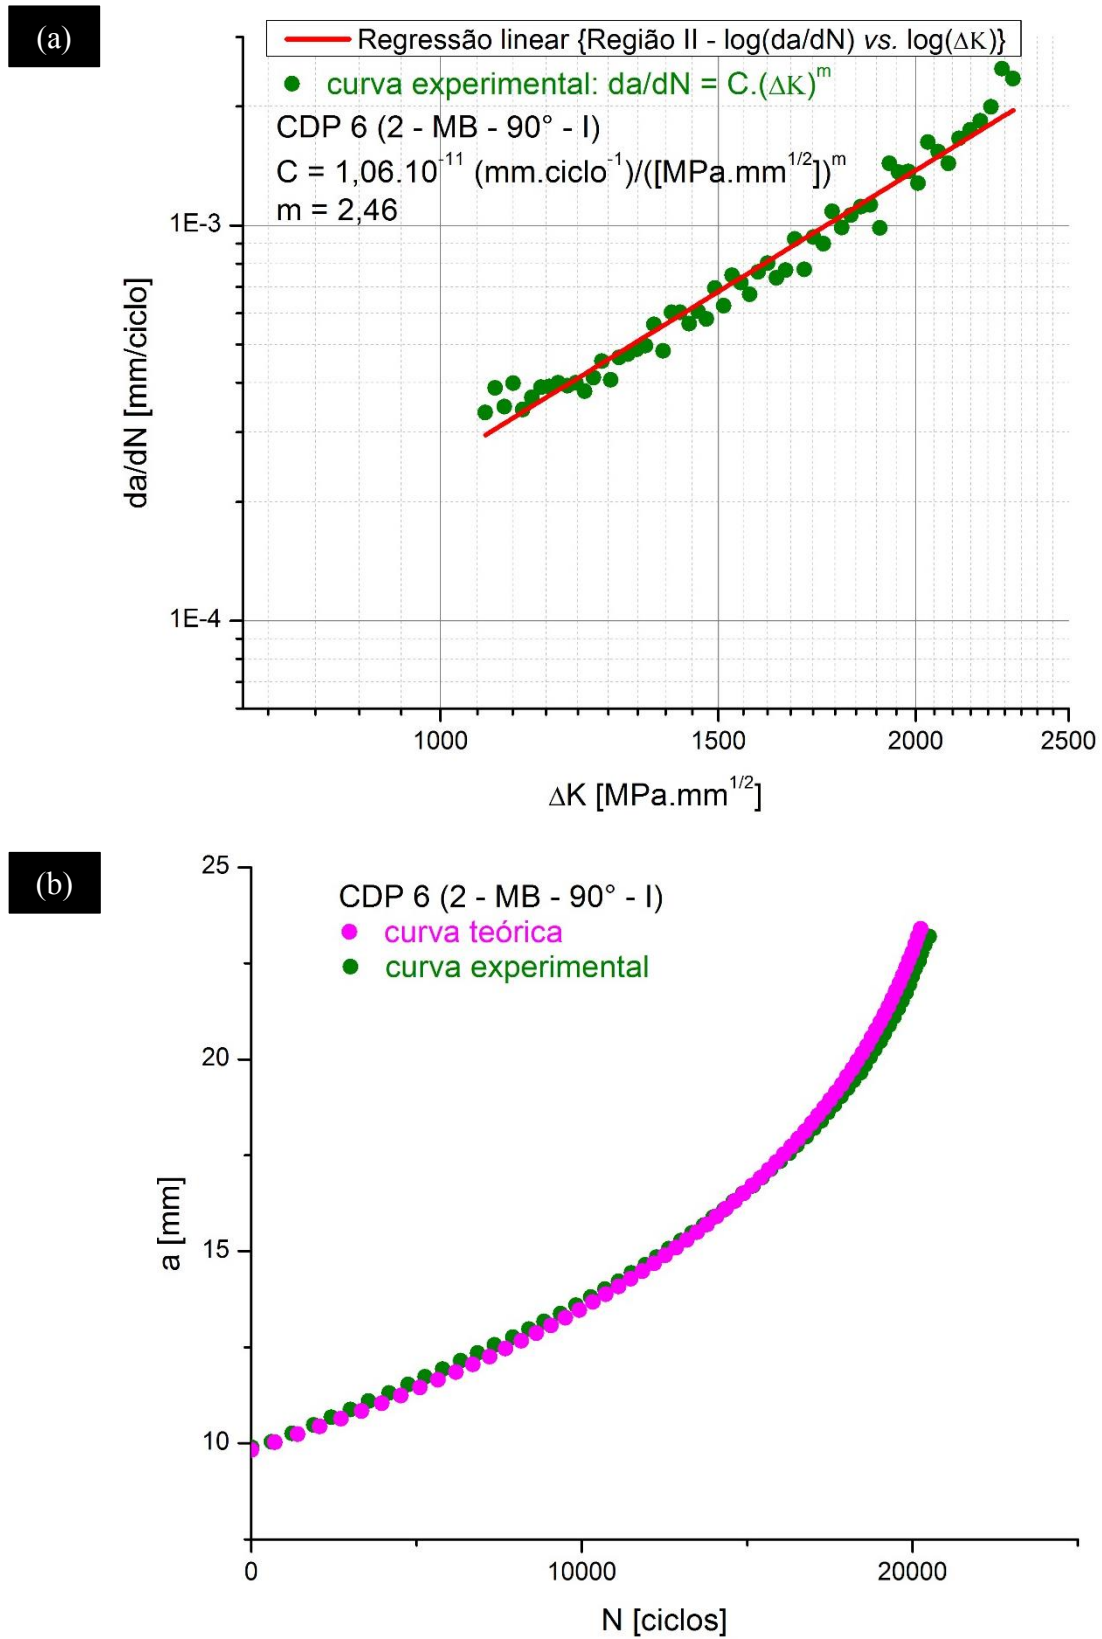 (a)
Regressão linear {Região II - log(da/dN) vs. log(ΔK)}
curva experimental: da/dN = C.(ΔK)^m
CDP 6 (2 - MB - 90° - I)
C = 1,06.10^-11 (mm.ciclo^-1)/([MPa.mm^1/2])^m
m = 2,46
1E-3
da/dN [mm/ciclo]
1E-4
1000 1500 2000 2500
ΔK [MPa.mm^1/2]
(b)
25
CDP 6 (2 - MB - 90° - I)
curva teórica
curva experimental
20
a [mm]
15
10
0 10000 20000
N [ciclos]